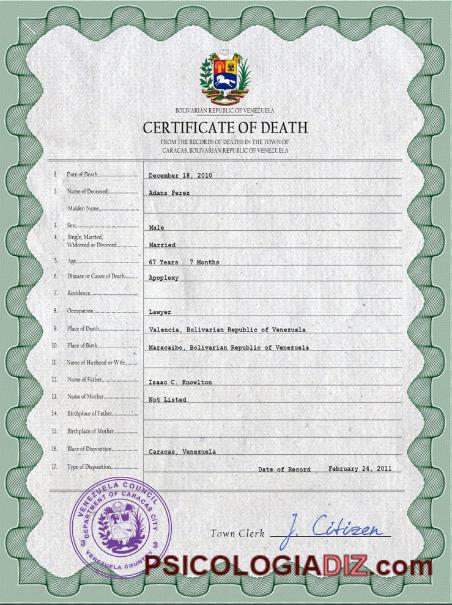 BOLIVARIAN REPUBLIC OF VENEZUELA
CERTIFICATE OF DEATH
FROM THE RECORDS OF DEATHS IN THE TOWN OF
CARACAS, BOLIVARIAN REPUBLIC OF VENEZUELA
1. Date of Death December 18, 2010
2. Name of Deceased Adans Perez
Maiden Name
3. Sex Male
4. Single, Married,
Widowed or Divorced Married
5. Age 67 Years 7 Months
6. Disease or Cause of Death Apoplexy
7. Residence
8. Occupation Lawyer
9. Place of Death Valencia, Bolivarian Republic of Venezuela
10. Place of Birth Maracaibo, Bolivarian Republic of Venezuela
11. Name of Husband or Wife
12. Name of Father Isaac C. Knowlton
13. Name of Mother Not Listed
14. Birthplace of Father
15. Birthplace of Mother
16. Place of Disposition Caracas, Venezuela
17. Type of Disposition Date of Record February 24, 2011
VENEZUELA COUNCIL
DEPARTMENT OF CARACAS CITY
VENEZUELA COUNCIL
Town Clerk J. Citizen
PSICOLOGIADIZ.com